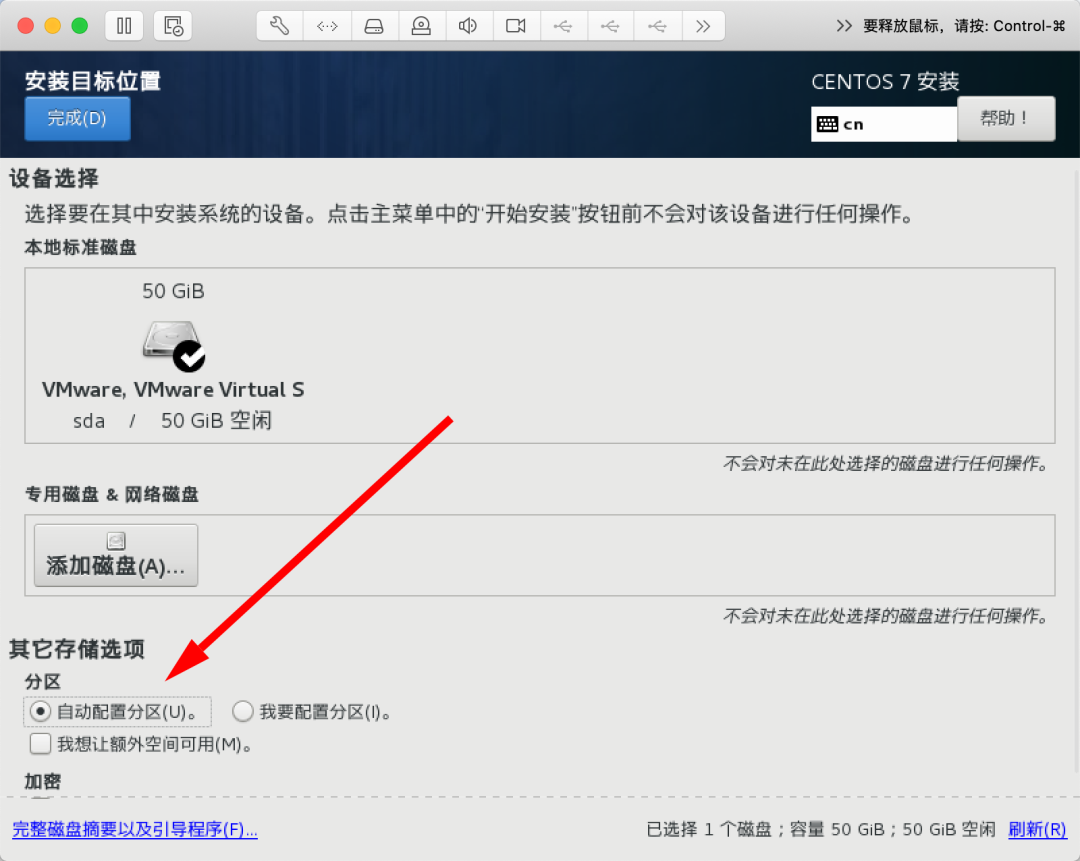 要释放鼠标，请按: Control-⌘
安装目标位置
完成(D)
CENTOS 7 安装
cn
帮助！
设备选择
选择要在其中安装系统的设备。点击主菜单中的“开始安装”按钮前不会对该设备进行任何操作。
本地标准磁盘
50 GiB
VMware, VMware Virtual S
sda / 50 GiB 空闲
不会对未在此处选择的磁盘进行任何操作。
专用磁盘 & 网络磁盘
添加磁盘(A)...
不会对未在此处选择的磁盘进行任何操作。
其它存储选项
分区
自动配置分区(U)。 我要配置分区(I)。
我想让额外空间可用(M)。
加密
完整磁盘摘要以及引导程序(F)... 已选择 1 个磁盘；容量 50 GiB；50 GiB 空闲 刷新(R)